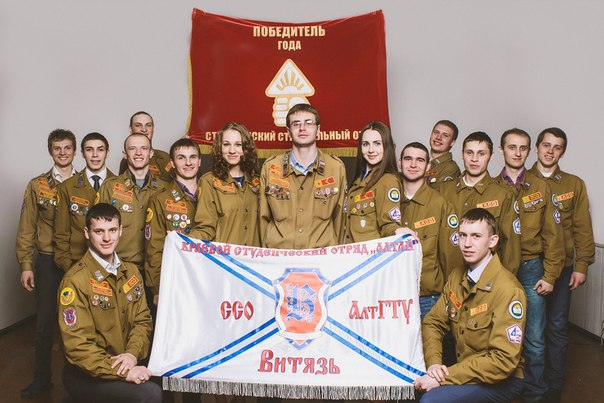 ПОБЕДИТЕЛЬ
ГОДА
КРАЕВОЙ СТУДЕНЧЕСКИЙ ОТРЯД „АЛТАЙ"
ССО
В
АлтГТУ
Витязь